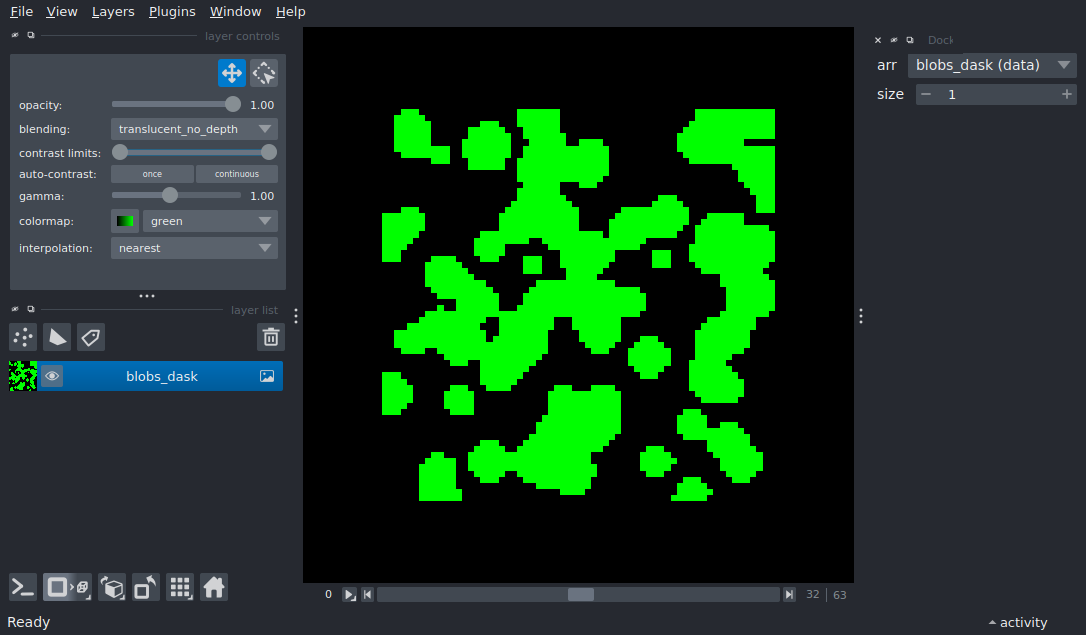 File View Layers Plugins Window Help
layer controls
opacity: 1.00
blending: translucent_no_depth
contrast limits:
auto-contrast: once continuous
gamma: 1.00
colormap: green
interpolation: nearest
layer list
blobs_dask
0 32 63
Dock
arr blobs_dask (data)
size 1
Ready
activity